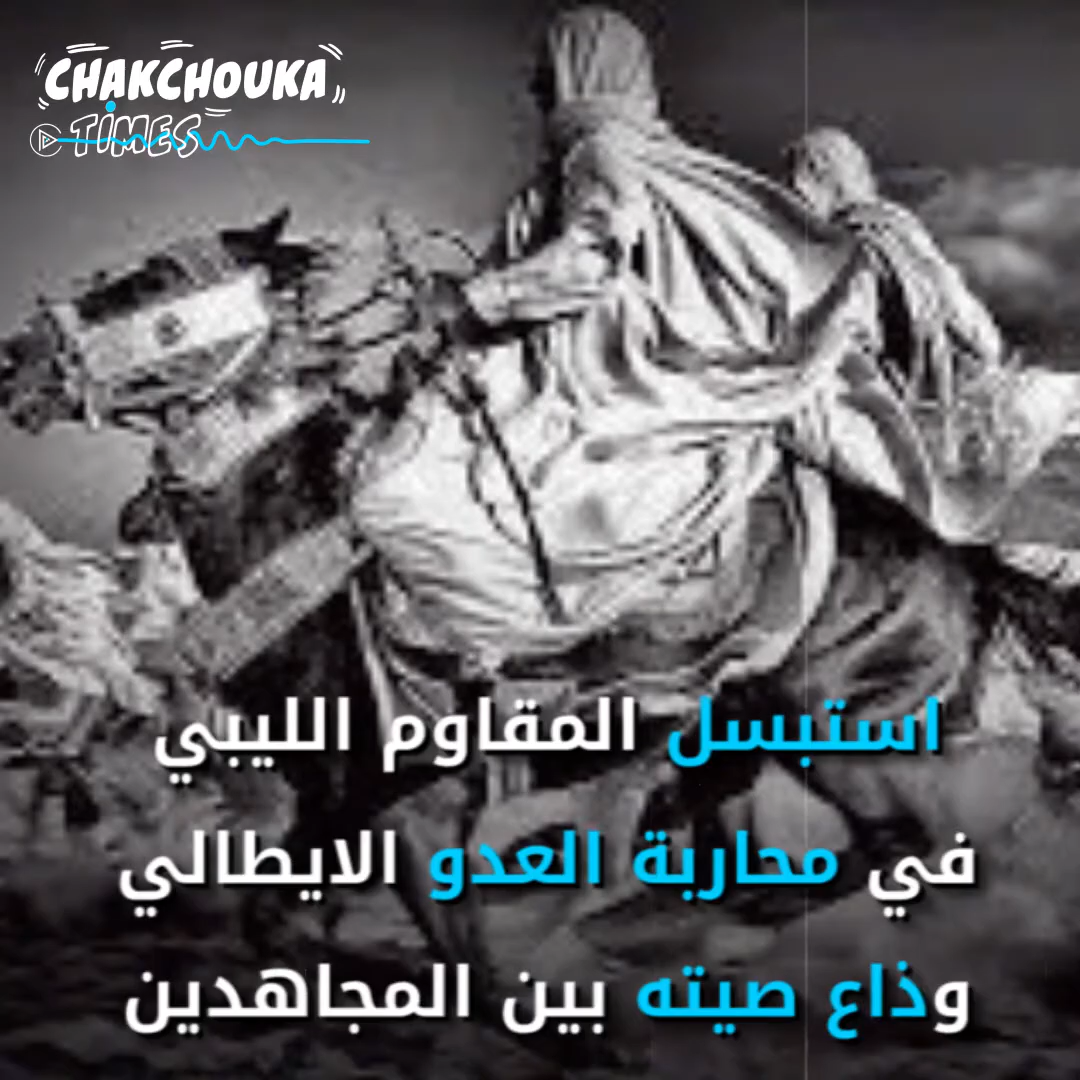 CHAKCHOUKA
TIMES
استبسل المقاوم الليبي
في محاربة العدو الايطالي
وذاع صيته بين المجاهدين